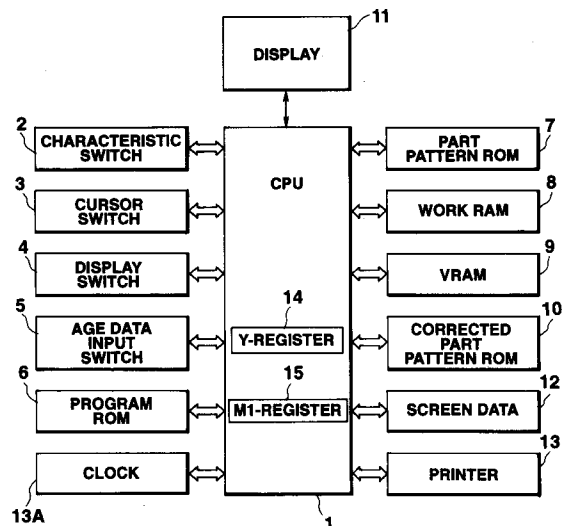 11
DISPLAY
2
CHARACTERISTIC
SWITCH
3
CURSOR
SWITCH
4
DISPLAY
SWITCH
5
AGE DATA
INPUT
SWITCH
6
PROGRAM
ROM
CLOCK
13A
CPU
14
Y-REGISTER
15
M1-REGISTER
1
7
PART
PATTERN ROM
8
WORK RAM
9
VRAM
10
CORRECTED
PART
PATTERN ROM
12
SCREEN DATA
13
PRINTER